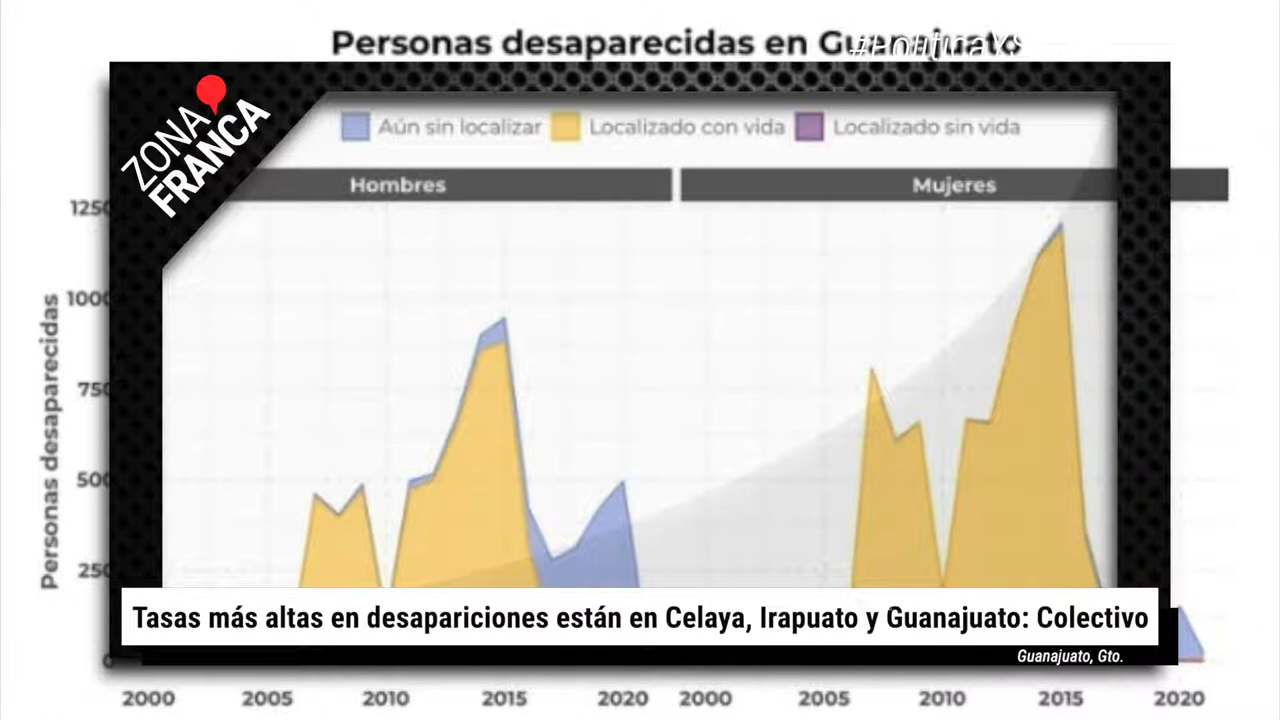 Personas desaparecidas en Guanajuato
ZONA
FRANCA
Aún sin localizar
Localizado con vida
Localizado sin vida
Hombres
Mujeres
Personas desaparecidas
1250
1000
750
500
250
0
Tasas más altas en desapariciones están en Celaya, Irapuato y Guanajuato: Colectivo
Guanajuato, Gto.
2000 2005 2010 2015 2020 2000 2005 2010 2015 2020